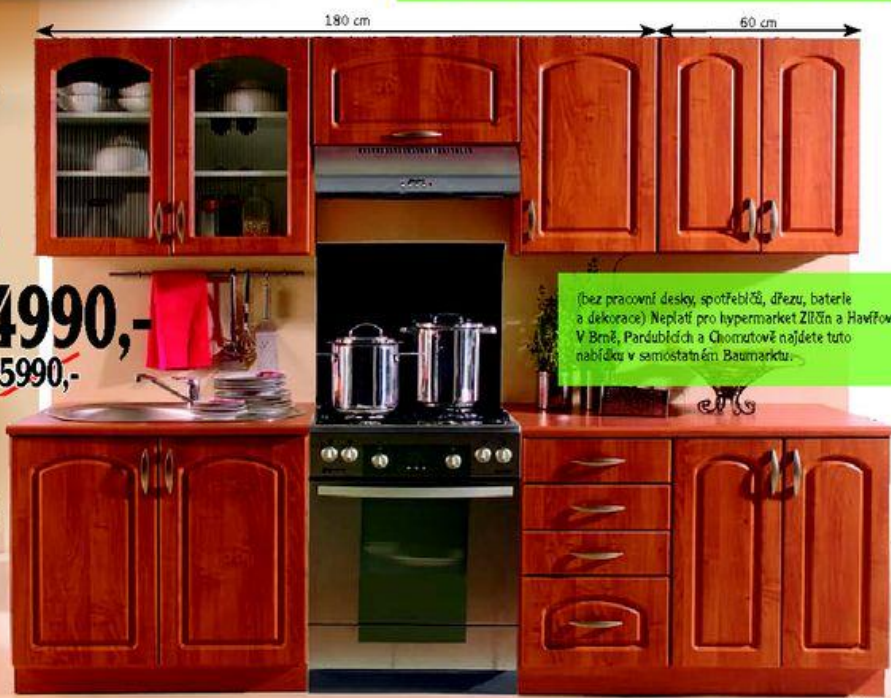 180 cm
60 cm
4990,-
5990,-
(bez pracovní desky, spotřebičů, dřezu, baterie
a dekorace) Neplatí pro hypermarket Zličín a Havířov
V Brně, Pardubicích a Chomutově najdete tuto
nabídku v samostatném Baumarktu.